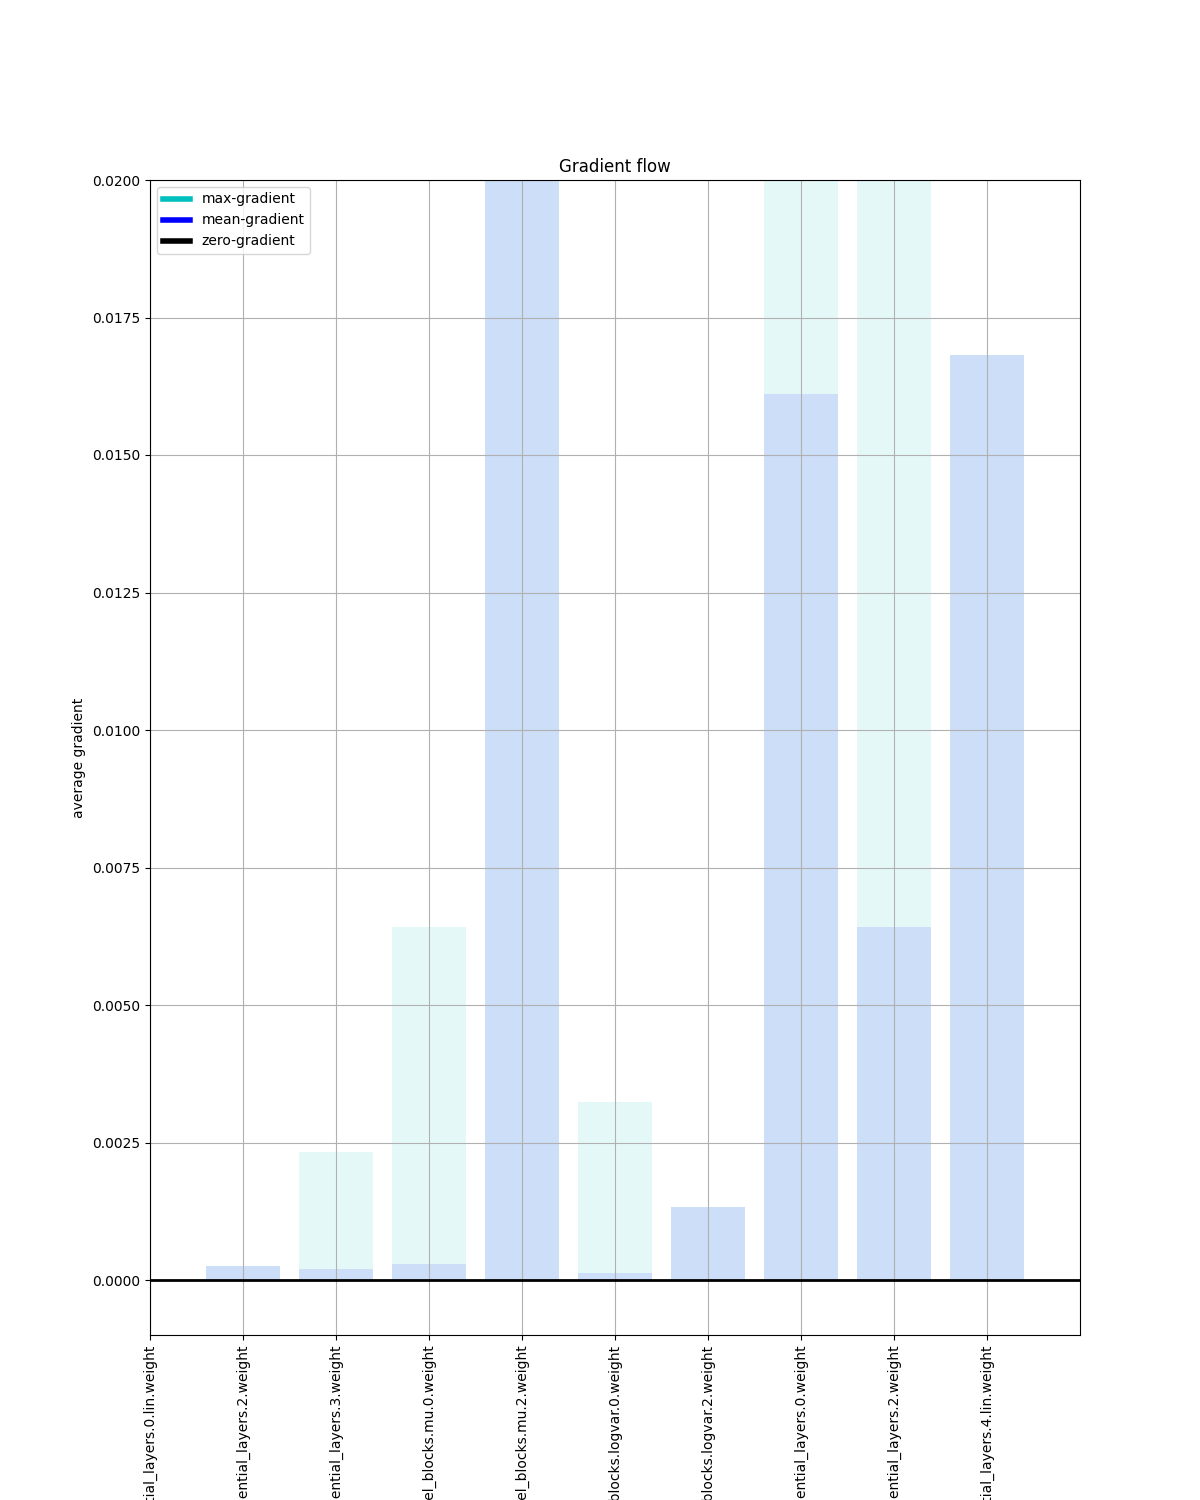 Gradient flow
max-gradient
mean-gradient
zero-gradient
0.0200
0.0175
0.0150
0.0125
0.0100
0.0075
0.0050
0.0025
0.0000
average gradient
tial_layers.0.lin.weight
ential_layers.2.weight
ential_layers.3.weight
el_blocks.mu.0.weight
el_blocks.mu.2.weight
blocks.logvar.0.weight
blocks.logvar.2.weight
ential_layers.0.weight
ential_layers.2.weight
tial_layers.4.lin.weight